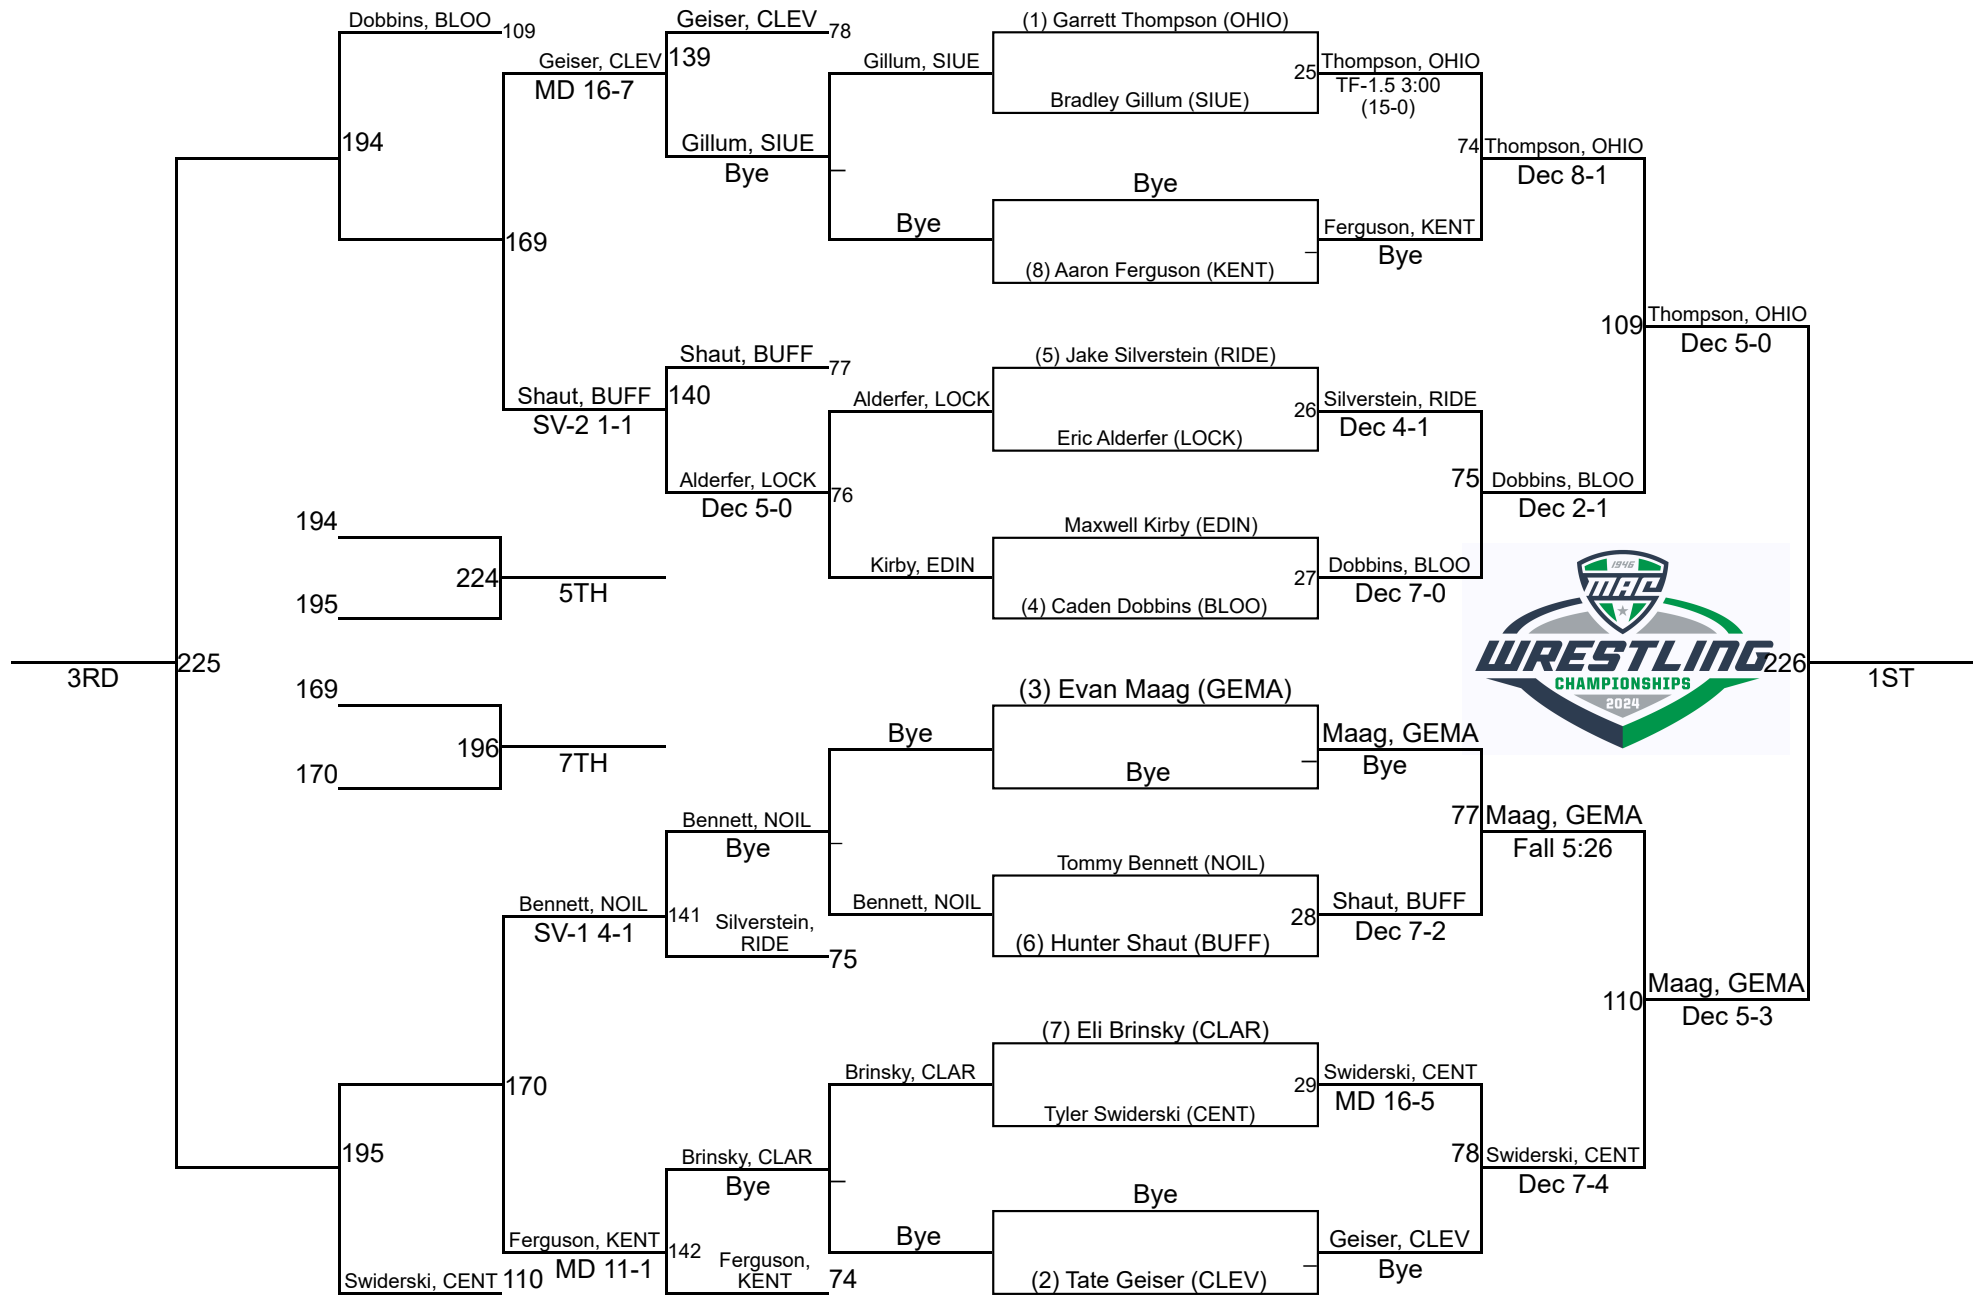 Dobbins, BLOO
109
Geiser, CLEV
MD 16-7
194
169
Shaut, BUFF
SV-2 1-1
Geiser, CLEV
78
139
Gillum, SIUE
Bye
Shaut, BUFF
77
140
Alderfer, LOCK
Dec 5-0
76
Gillum, SIUE
Bye
Alderfer, LOCK
Kirby, EDIN
(1) Garrett Thompson (OHIO)
25
Bradley Gillum (SIUE)
Bye
(8) Aaron Ferguson (KENT)
(5) Jake Silverstein (RIDE)
26
Eric Alderfer (LOCK)
Maxwell Kirby (EDIN)
27
(4) Caden Dobbins (BLOO)
Thompson, OHIO
TF-1.5 3:00
(15-0)
74
Ferguson, KENT
Bye
Silverstein, RIDE
Dec 4-1
75
Dobbins, BLOO
Dec 7-0
Thompson, OHIO
Dec 8-1
109
Dobbins, BLOO
Dec 2-1
Thompson, OHIO
Dec 5-0
194
224
195
5TH
3RD
225
169
196
170
7TH
1946
MAC
WRESTLING
CHAMPIONSHIPS
2024
226
1ST
Bennett, NOIL
SV-1 4-1
170
195
Ferguson, KENT
MD 11-1
Swiderski, CENT
110
Bennett, NOIL
Bye
141
Silverstein,
RIDE
75
Brinsky, CLAR
Bye
142
Ferguson,
KENT
74
Bye
Bennett, NOIL
Brinsky, CLAR
Bye
(3) Evan Maag (GEMA)
Bye
Tommy Bennett (NOIL)
28
(6) Hunter Shaut (BUFF)
(7) Eli Brinsky (CLAR)
29
Tyler Swiderski (CENT)
Bye
(2) Tate Geiser (CLEV)
Maag, GEMA
Bye
77
Shaut, BUFF
Dec 7-2
Swiderski, CENT
MD 16-5
78
Geiser, CLEV
Bye
Maag, GEMA
Fall 5:26
110
Swiderski, CENT
Dec 7-4
Maag, GEMA
Dec 5-3